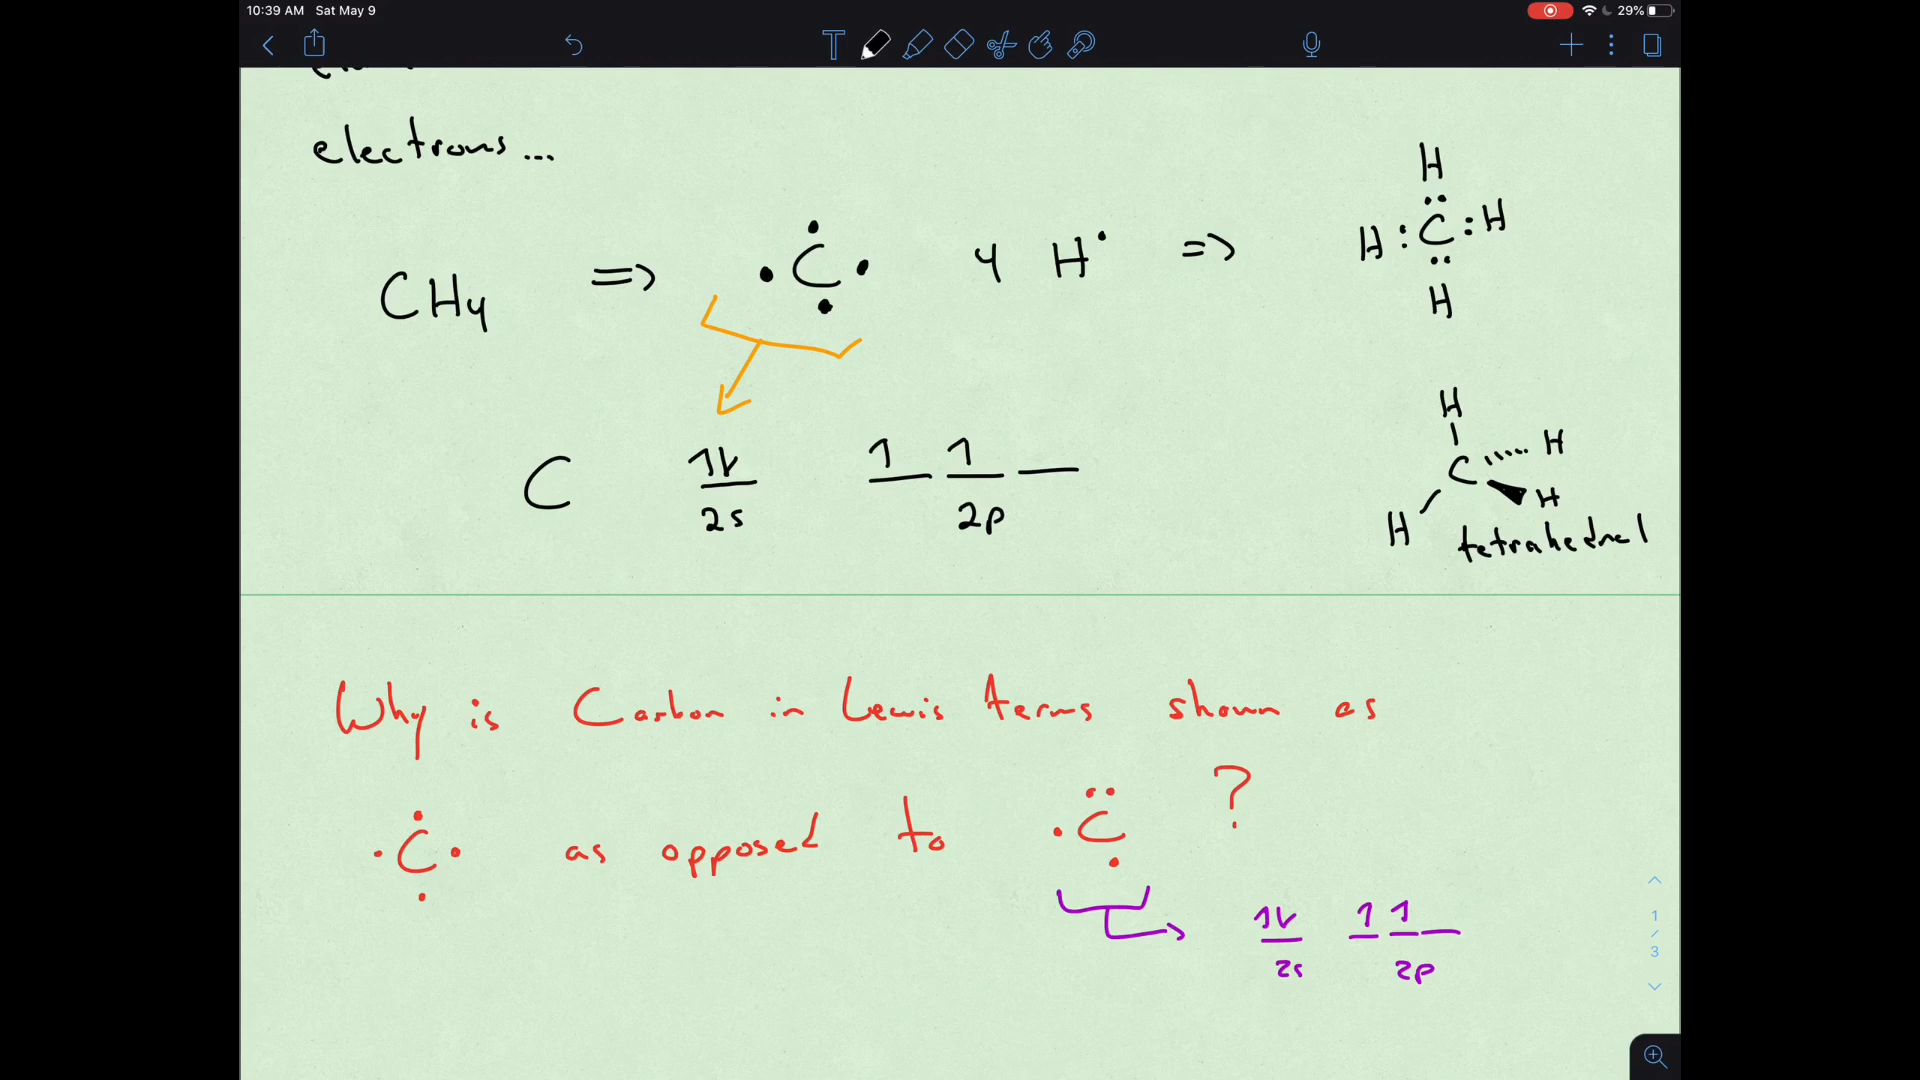 10:39 AM Sat May 9
29%
T
electrons...
CH4 => C 4 H =>
H
H : C : H
H
C 1↓ 1 1
2s 2p
H
C H
H H
tetrahedral
Why is Carbon in Lewis terms shown as
C as opposed to C ?
1↓ 1 1
2s 2p
1
/
3